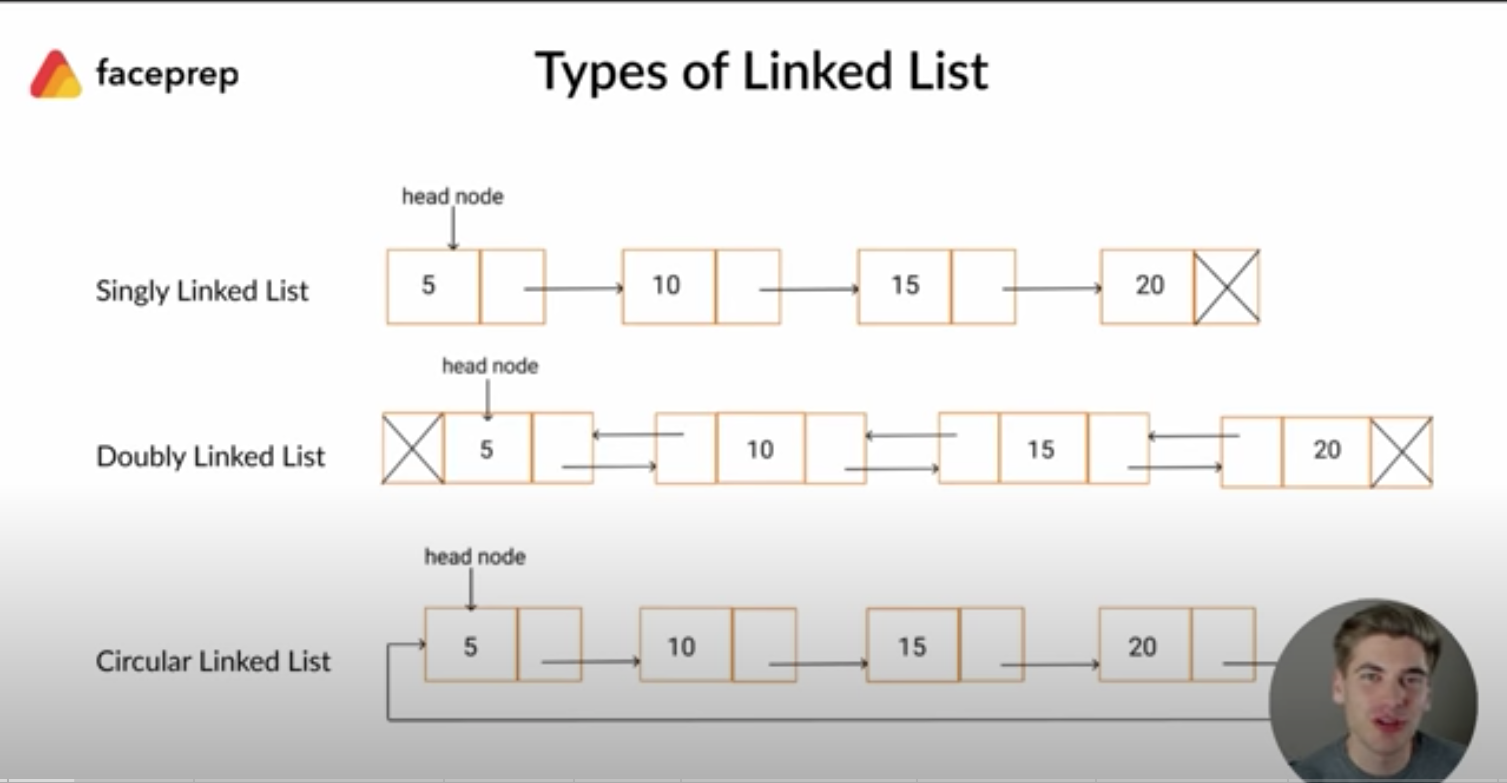 faceprep
Types of Linked List
head node
Singly Linked List
5
10
15
20
head node
Doubly Linked List
5
10
15
20
head node
Circular Linked List
5
10
15
20